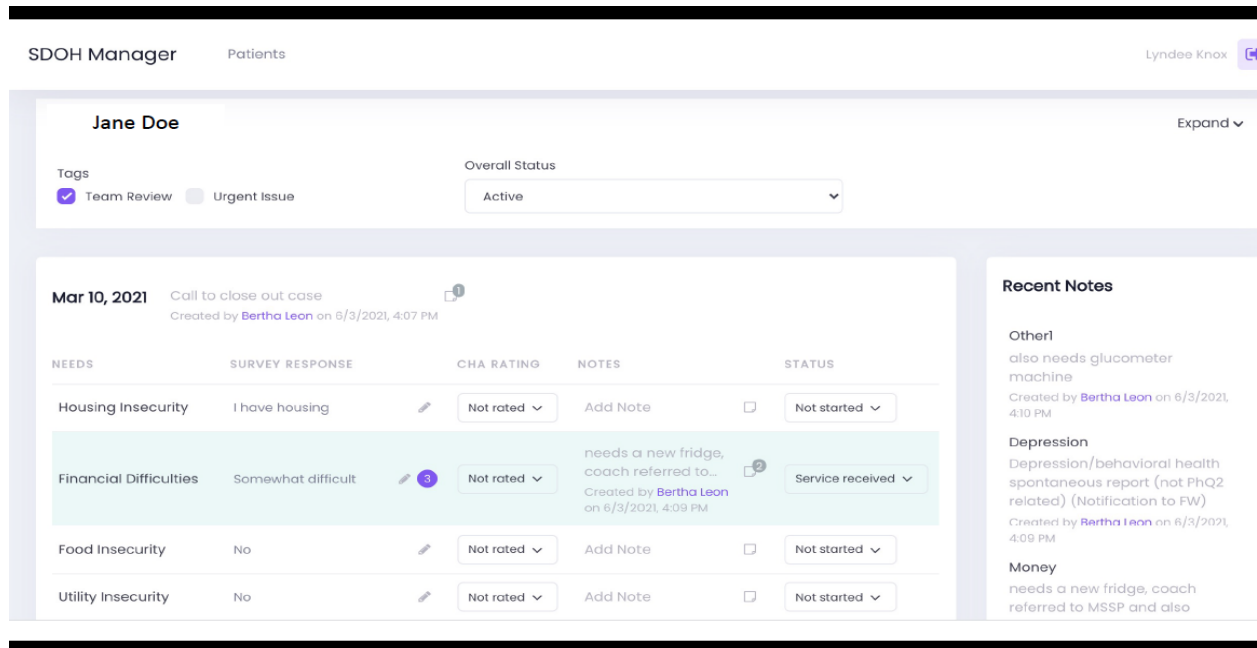 SDOH Manager Patients Lyndee Knox
Jane Doe Expand
Tags
Team Review Urgent Issue
Overall Status
Active
Mar 10, 2021 Call to close out case 1
Created by Bertha Leon on 6/3/2021, 4:07 PM
NEEDS SURVEY RESPONSE CHA RATING NOTES STATUS
Housing Insecurity I have housing Not rated Add Note Not started
Financial Difficulties Somewhat difficult 3 Not rated
needs a new fridge,
coach referred to... 2
Created by Bertha Leon
on 6/3/2021, 4:09 PM
Service received
Food Insecurity No Not rated Add Note Not started
Utility Insecurity No Not rated Add Note Not started
Recent Notes
Other1
also needs glucometer
machine
Created by Bertha Leon on 6/3/2021,
4:10 PM
Depression
Depression/behavioral health
spontaneous report (not PhQ2
related) (Notification to FW)
Created by Bertha Leon on 6/3/2021,
4:09 PM
Money
needs a new fridge, coach
referred to MSSP and also